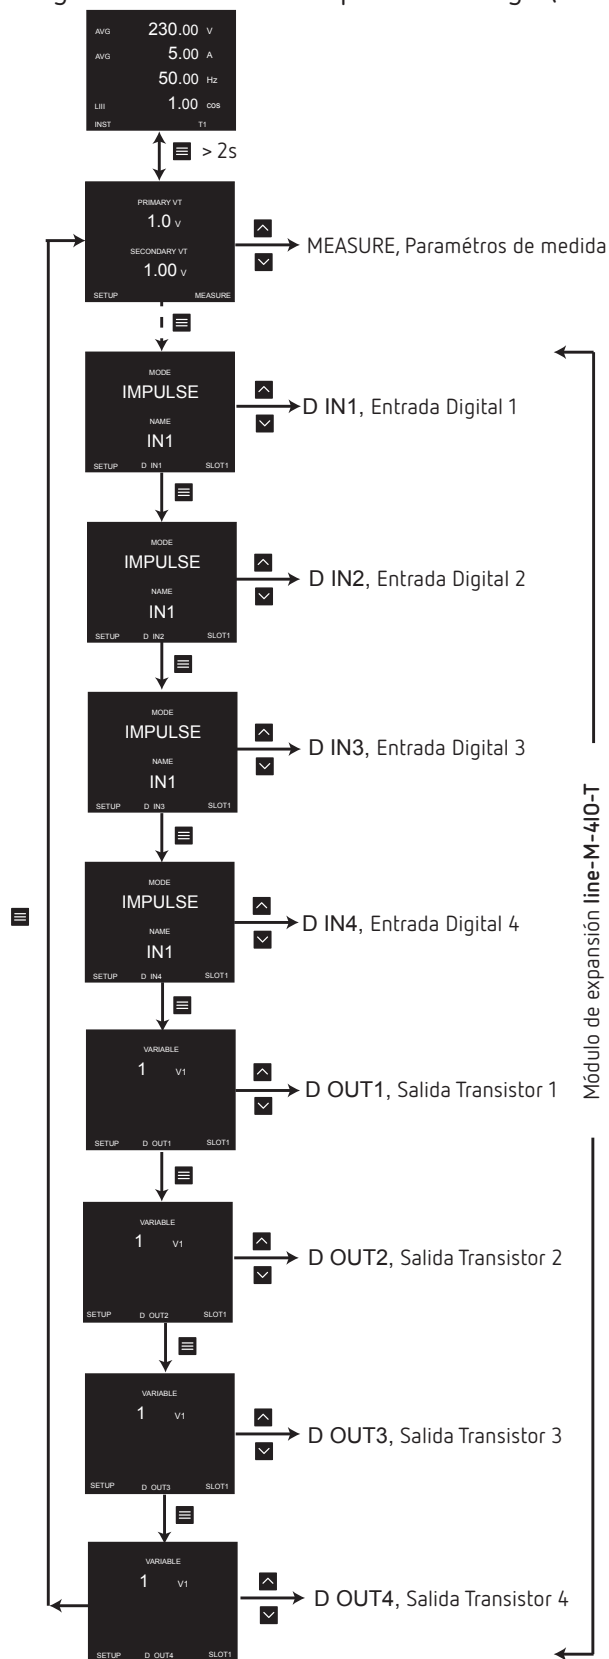 AVG 230.00 V
AVG 5.00 A
50.00 Hz
LIII 1.00 cos
INST T1
> 2s
PRIMARY VT
1.0 V
SECONDARY VT
1.00 V
SETUP MEASURE
MEASURE, Paramétros de medida
MODE
IMPULSE
NAME
IN1
SETUP D IN1 SLOT1
D IN1, Entrada Digital 1
MODE
IMPULSE
NAME
IN1
SETUP D IN2 SLOT1
D IN2, Entrada Digital 2
MODE
IMPULSE
NAME
IN1
SETUP D IN3 SLOT1
D IN3, Entrada Digital 3
MODE
IMPULSE
NAME
IN1
SETUP D IN4 SLOT1
D IN4, Entrada Digital 4
VARIABLE
1 V1
SETUP D OUT1 SLOT1
D OUT1, Salida Transistor 1
VARIABLE
1 V1
SETUP D OUT2 SLOT1
D OUT2, Salida Transistor 2
VARIABLE
1 V1
SETUP D OUT3 SLOT1
D OUT3, Salida Transistor 3
VARIABLE
1 V1
SETUP D OUT4 SLOT1
D OUT4, Salida Transistor 4
Módulo de expansión line-M-4IO-T